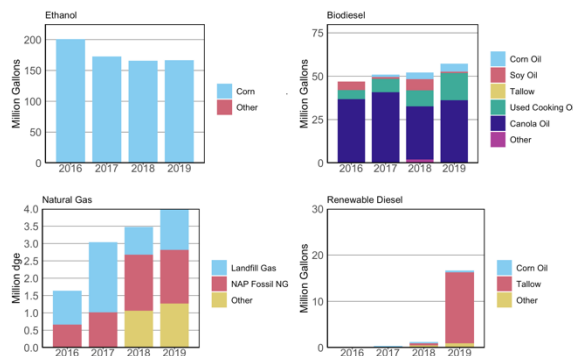 Ethanol
Million Gallons
200
150
100
50
0
2016 2017 2018 2019
Corn
Other
Biodiesel
Million Gallons
75
50
25
0
2016 2017 2018 2019
Corn Oil
Soy Oil
Tallow
Used Cooking O
Canola Oil
Other
Natural Gas
Million dge
4.0
3.5
3.0
2.5
2.0
1.5
1.0
0.5
0.0
2016 2017 2018 2019
Landfill Gas
NAP Fossil NG
Other
Renewable Diesel
Million Gallons
30
20
10
0
2016 2017 2018 2019
Corn Oil
Tallow
Other